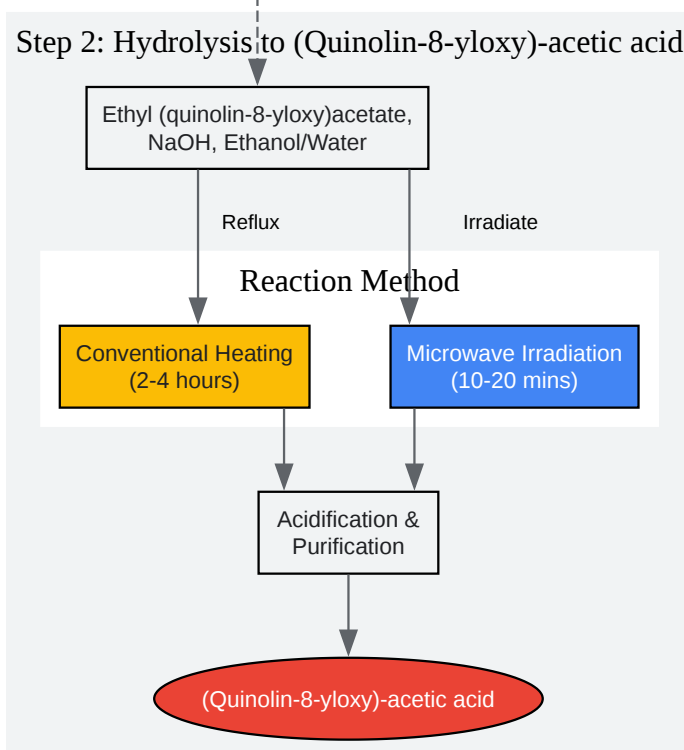 Step 2: Hydrolysis to (Quinolin-8-yloxy)-acetic acid
Ethyl (quinolin-8-yloxy)acetate,
NaOH, Ethanol/Water
Reflux
Irradiate
Reaction Method
Conventional Heating
(2-4 hours)
Microwave Irradiation
(10-20 mins)
Acidification &
Purification
(Quinolin-8-yloxy)-acetic acid